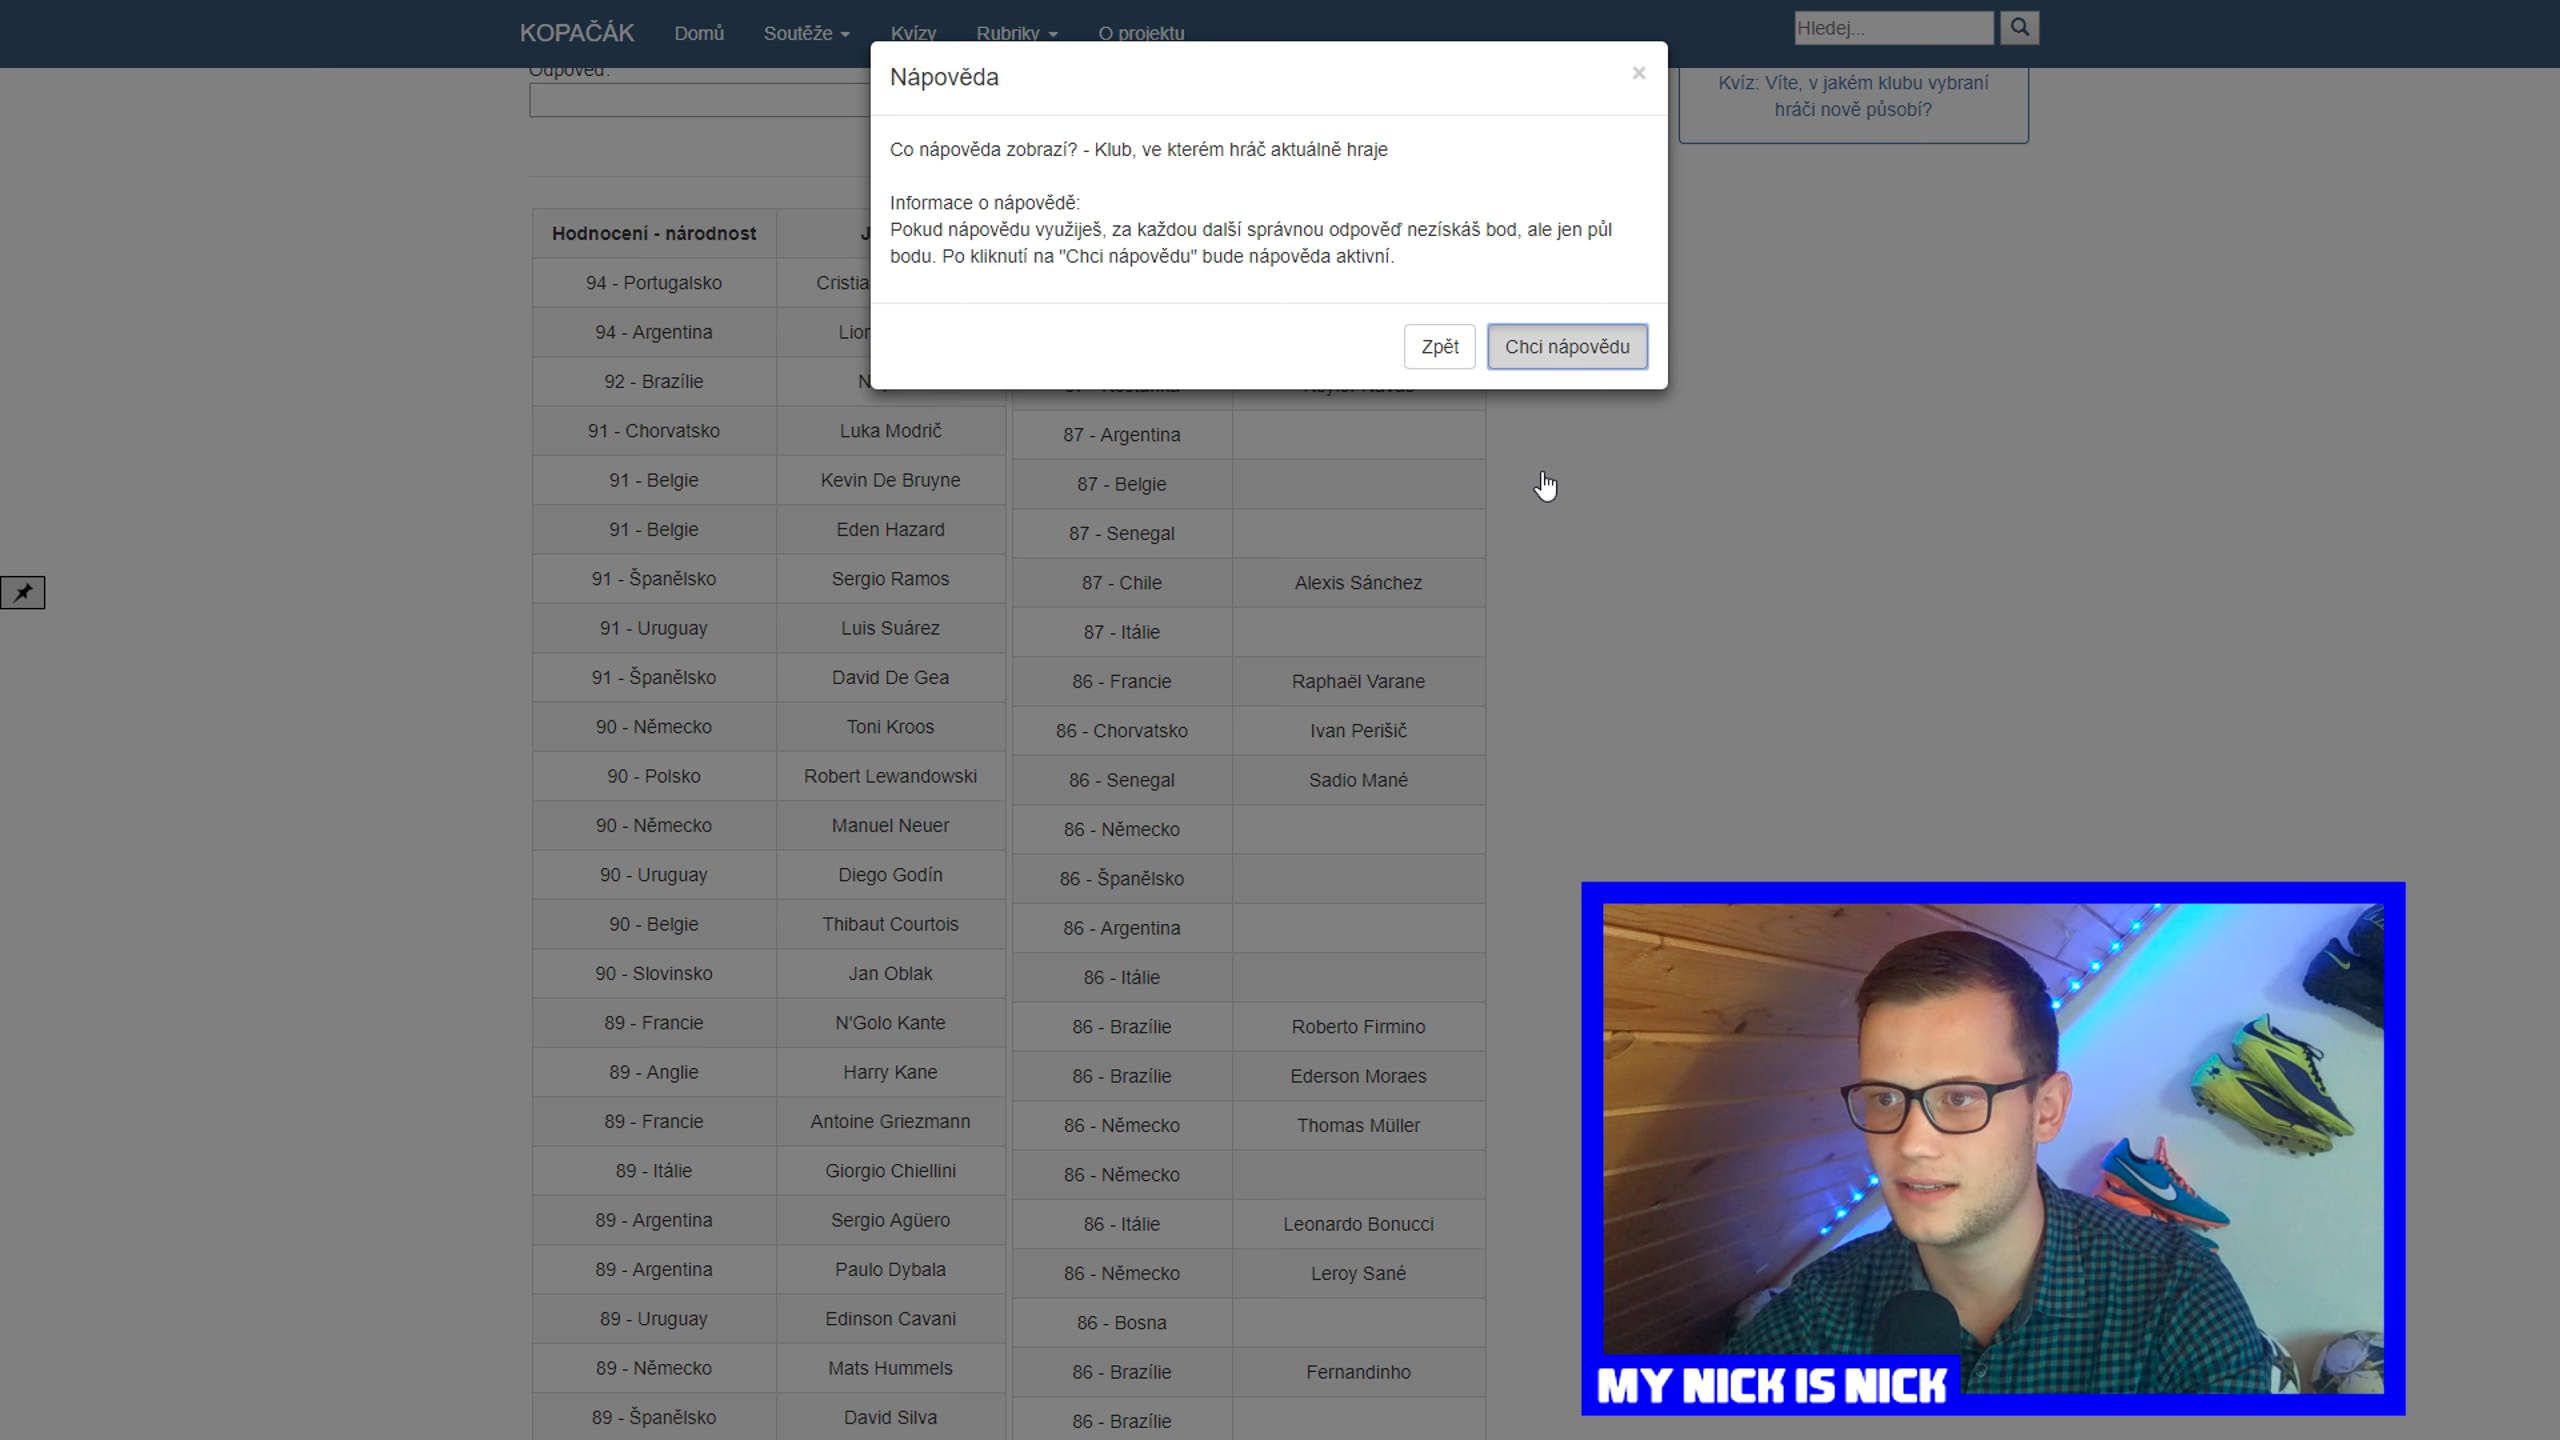 KOPAČÁK Domů Soutěže Kvízy Rubriky O projektu Hledej...
Odpověď:
Kvíz: Víte, v jakém klubu vybraní
hráči nově působí?
Nápověda ×
Co nápověda zobrazí? - Klub, ve kterém hráč aktuálně hraje
Informace o nápovědě:
Pokud nápovědu využiješ, za každou další správnou odpověď nezískáš bod, ale jen půl
bodu. Po kliknutí na "Chci nápovědu" bude nápověda aktivní.
Zpět Chci nápovědu
Hodnocení - národnost
94 - Portugalsko Cristia
94 - Argentina Lion
92 - Brazílie
91 - Chorvatsko Luka Modrič
91 - Belgie Kevin De Bruyne
91 - Belgie Eden Hazard
91 - Španělsko Sergio Ramos
91 - Uruguay Luis Suárez
91 - Španělsko David De Gea
90 - Německo Toni Kroos
90 - Polsko Robert Lewandowski
90 - Německo Manuel Neuer
90 - Uruguay Diego Godín
90 - Belgie Thibaut Courtois
90 - Slovinsko Jan Oblak
89 - Francie N'Golo Kante
89 - Anglie Harry Kane
89 - Francie Antoine Griezmann
89 - Itálie Giorgio Chiellini
89 - Argentina Sergio Agüero
89 - Argentina Paulo Dybala
89 - Uruguay Edinson Cavani
89 - Německo Mats Hummels
89 - Španělsko David Silva
87 - Argentina
87 - Belgie
87 - Senegal
87 - Chile Alexis Sánchez
87 - Itálie
86 - Francie Raphaël Varane
86 - Chorvatsko Ivan Perišič
86 - Senegal Sadio Mané
86 - Německo
86 - Španělsko
86 - Argentina
86 - Itálie
86 - Brazílie Roberto Firmino
86 - Brazílie Ederson Moraes
86 - Německo Thomas Müller
86 - Německo
86 - Itálie Leonardo Bonucci
86 - Německo Leroy Sané
86 - Bosna
86 - Brazílie Fernandinho
86 - Brazílie
MY NICK IS NICK